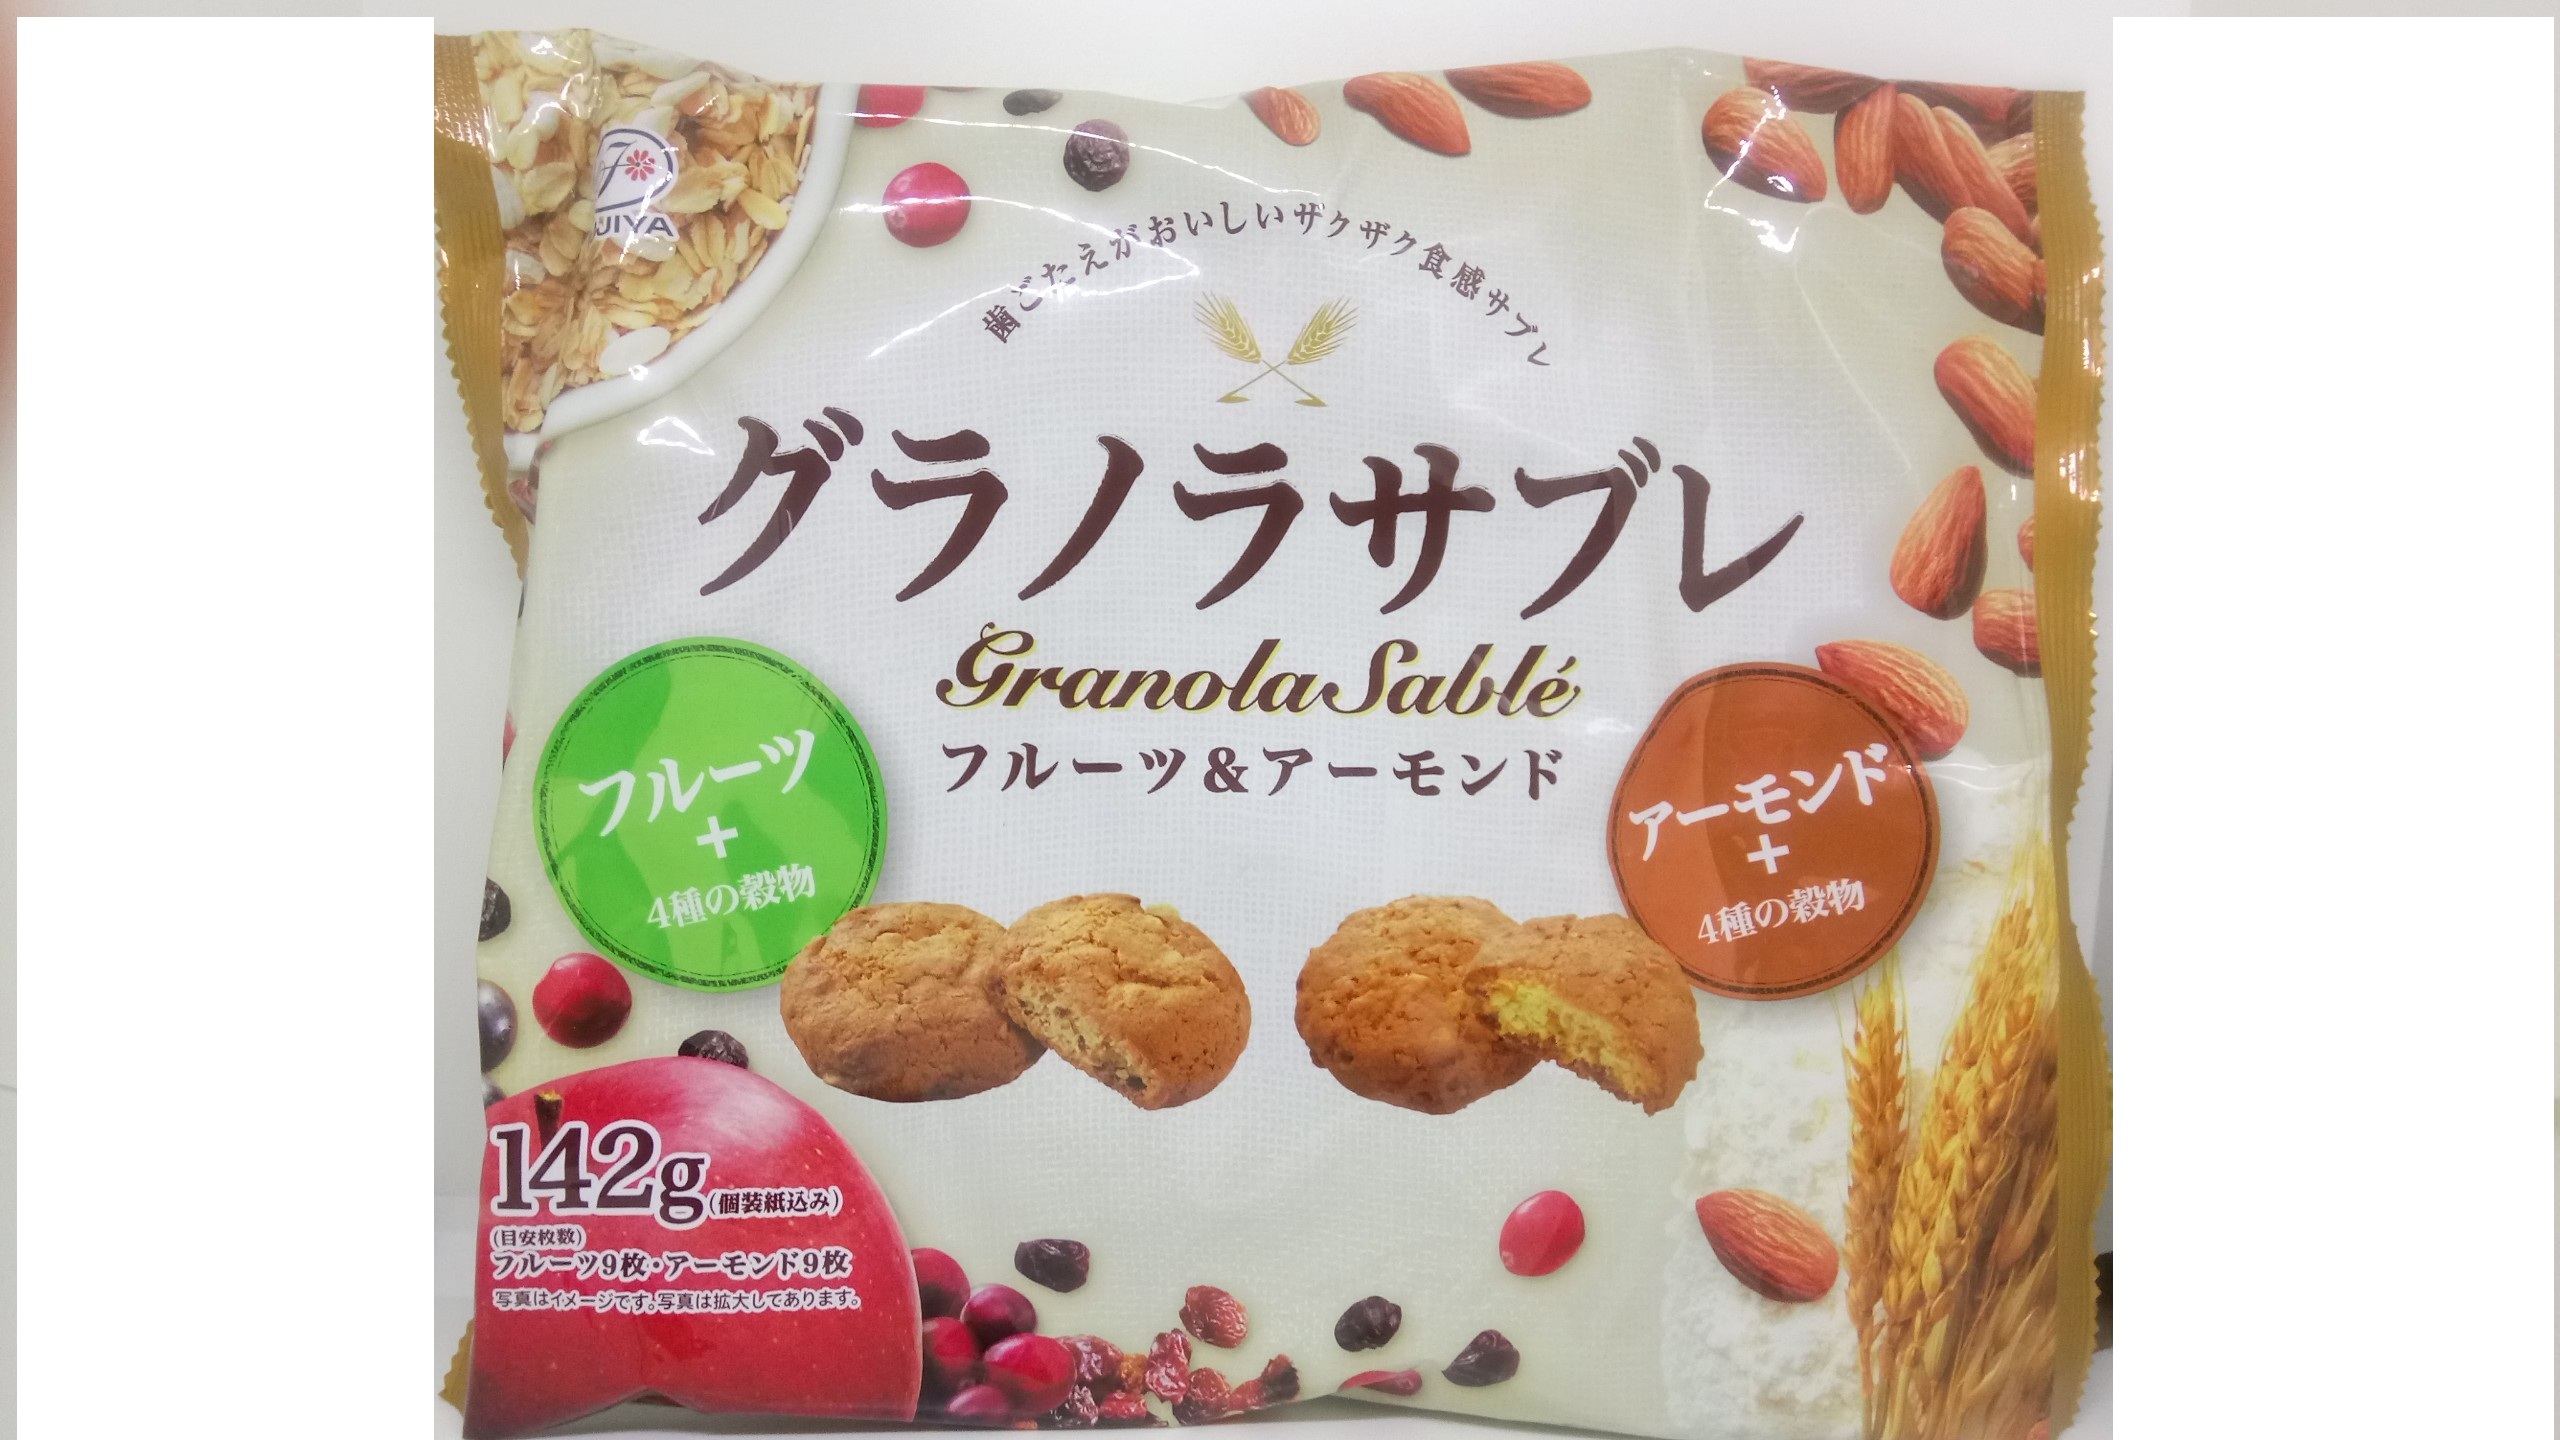 歯ごたえがおいしいザクザク食感サブレ
グラノラサブレ
Granola Sablé
フルーツ&アーモンド
フルーツ
+
4種の穀物
アーモンド
+
4種の穀物
142g(個装紙込み)
(目安枚数)
フルーツ9枚・アーモンド9枚
写真はイメージです。写真は拡大してあります。